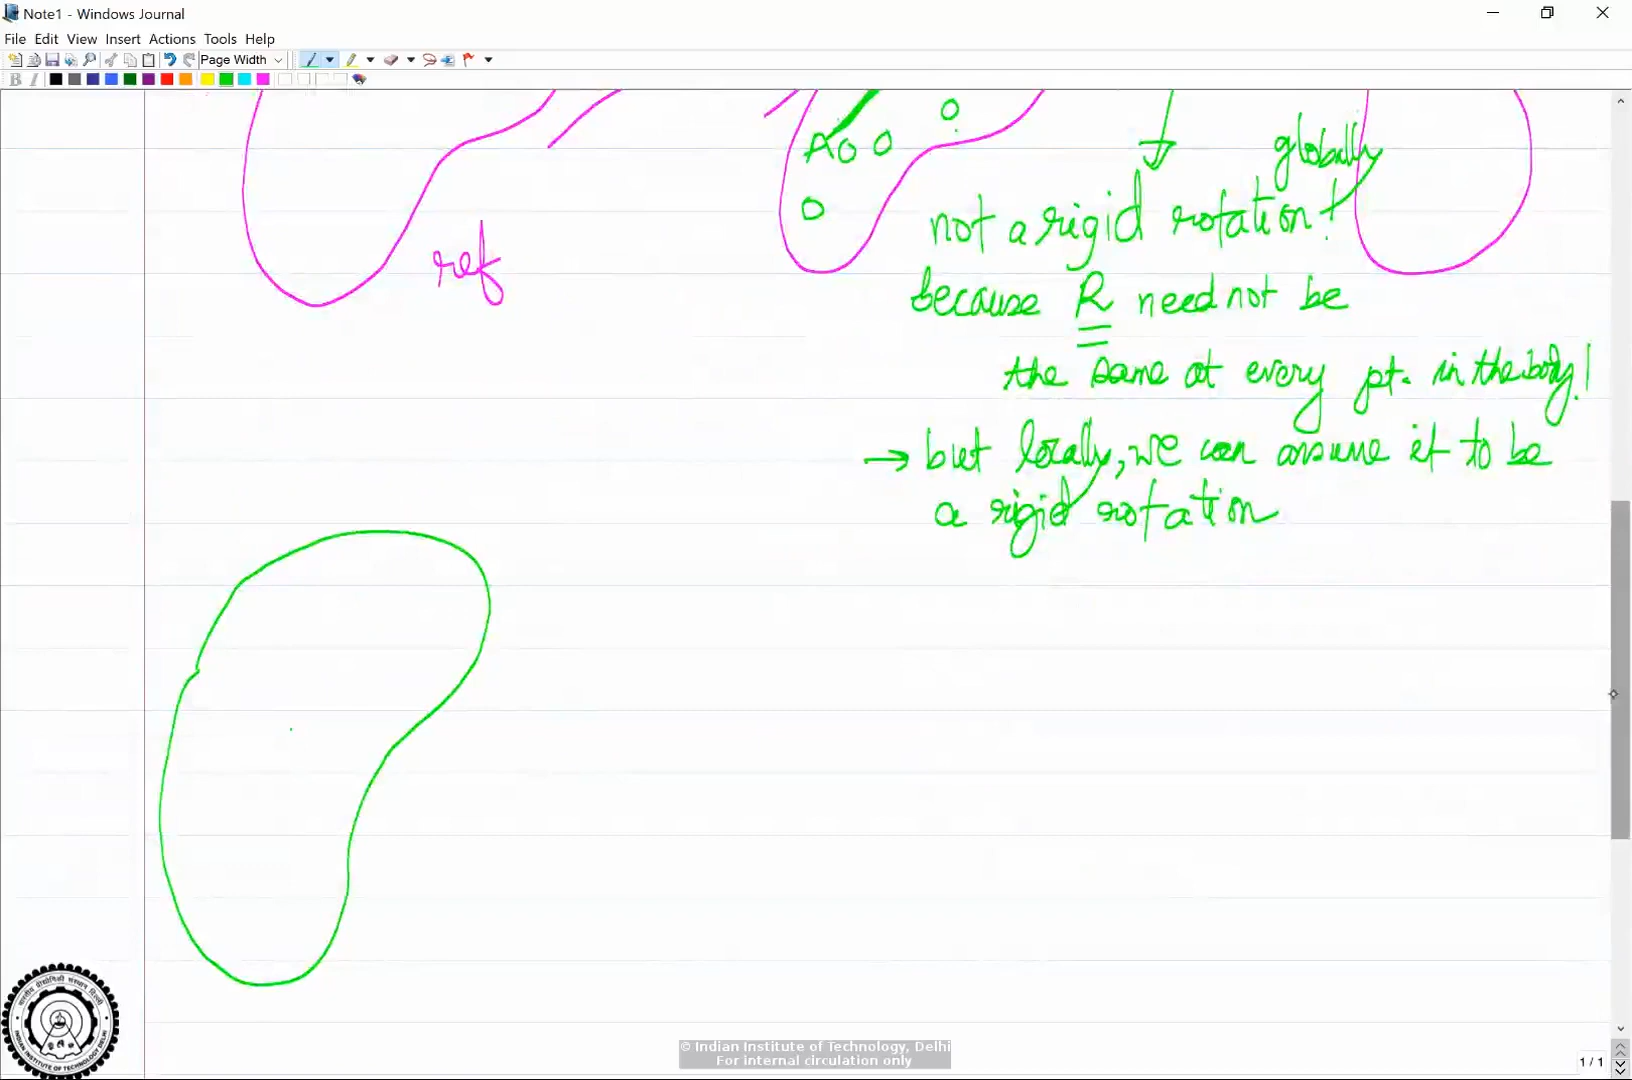 Note1 - Windows Journal
File Edit View Insert Actions Tools Help
Page Width
B I
A
globally
not a rigid rotation!
ref
because R need not be
the same at every pt. in the body!
→ but locally, we can assume it to be
a rigid rotation
© Indian Institute of Technology, Delhi
For internal circulation only
1 / 1